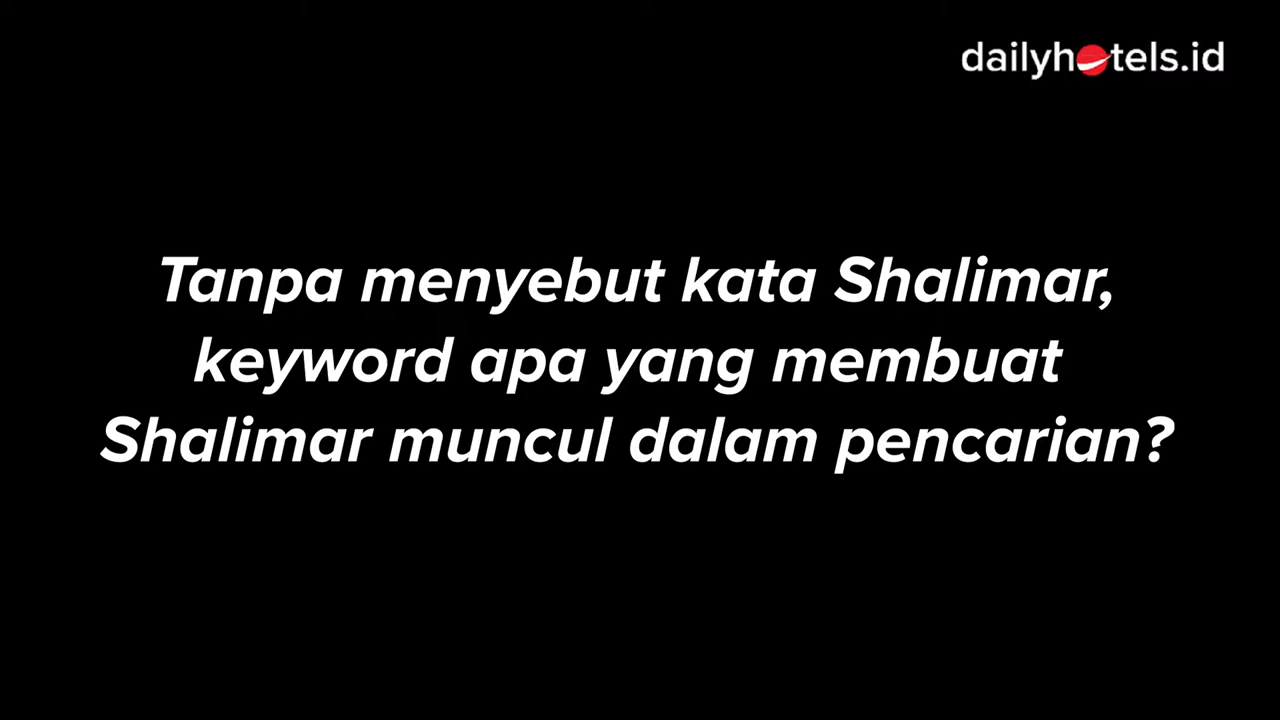 dailyhotels.id
Tanpa menyebut kata Shalimar,
keyword apa yang membuat
Shalimar muncul dalam pencarian?